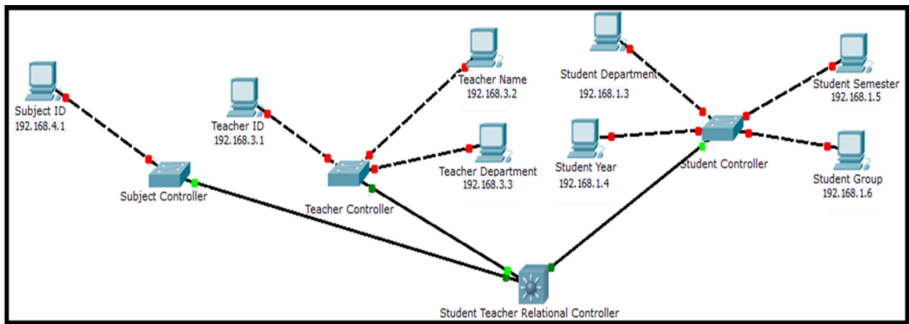 Subject ID
192.168.4.1
Teacher ID
192.168.3.1
Teacher Name
192.168.3.2
Student Department
192.168.1.3
Student Semester
192.168.1.5
Subject Controller
Teacher Controller
Teacher Department
192.168.3.3
Student Year
192.168.1.4
Student Controller
Student Group
192.168.1.6
Student Teacher Relational Controller